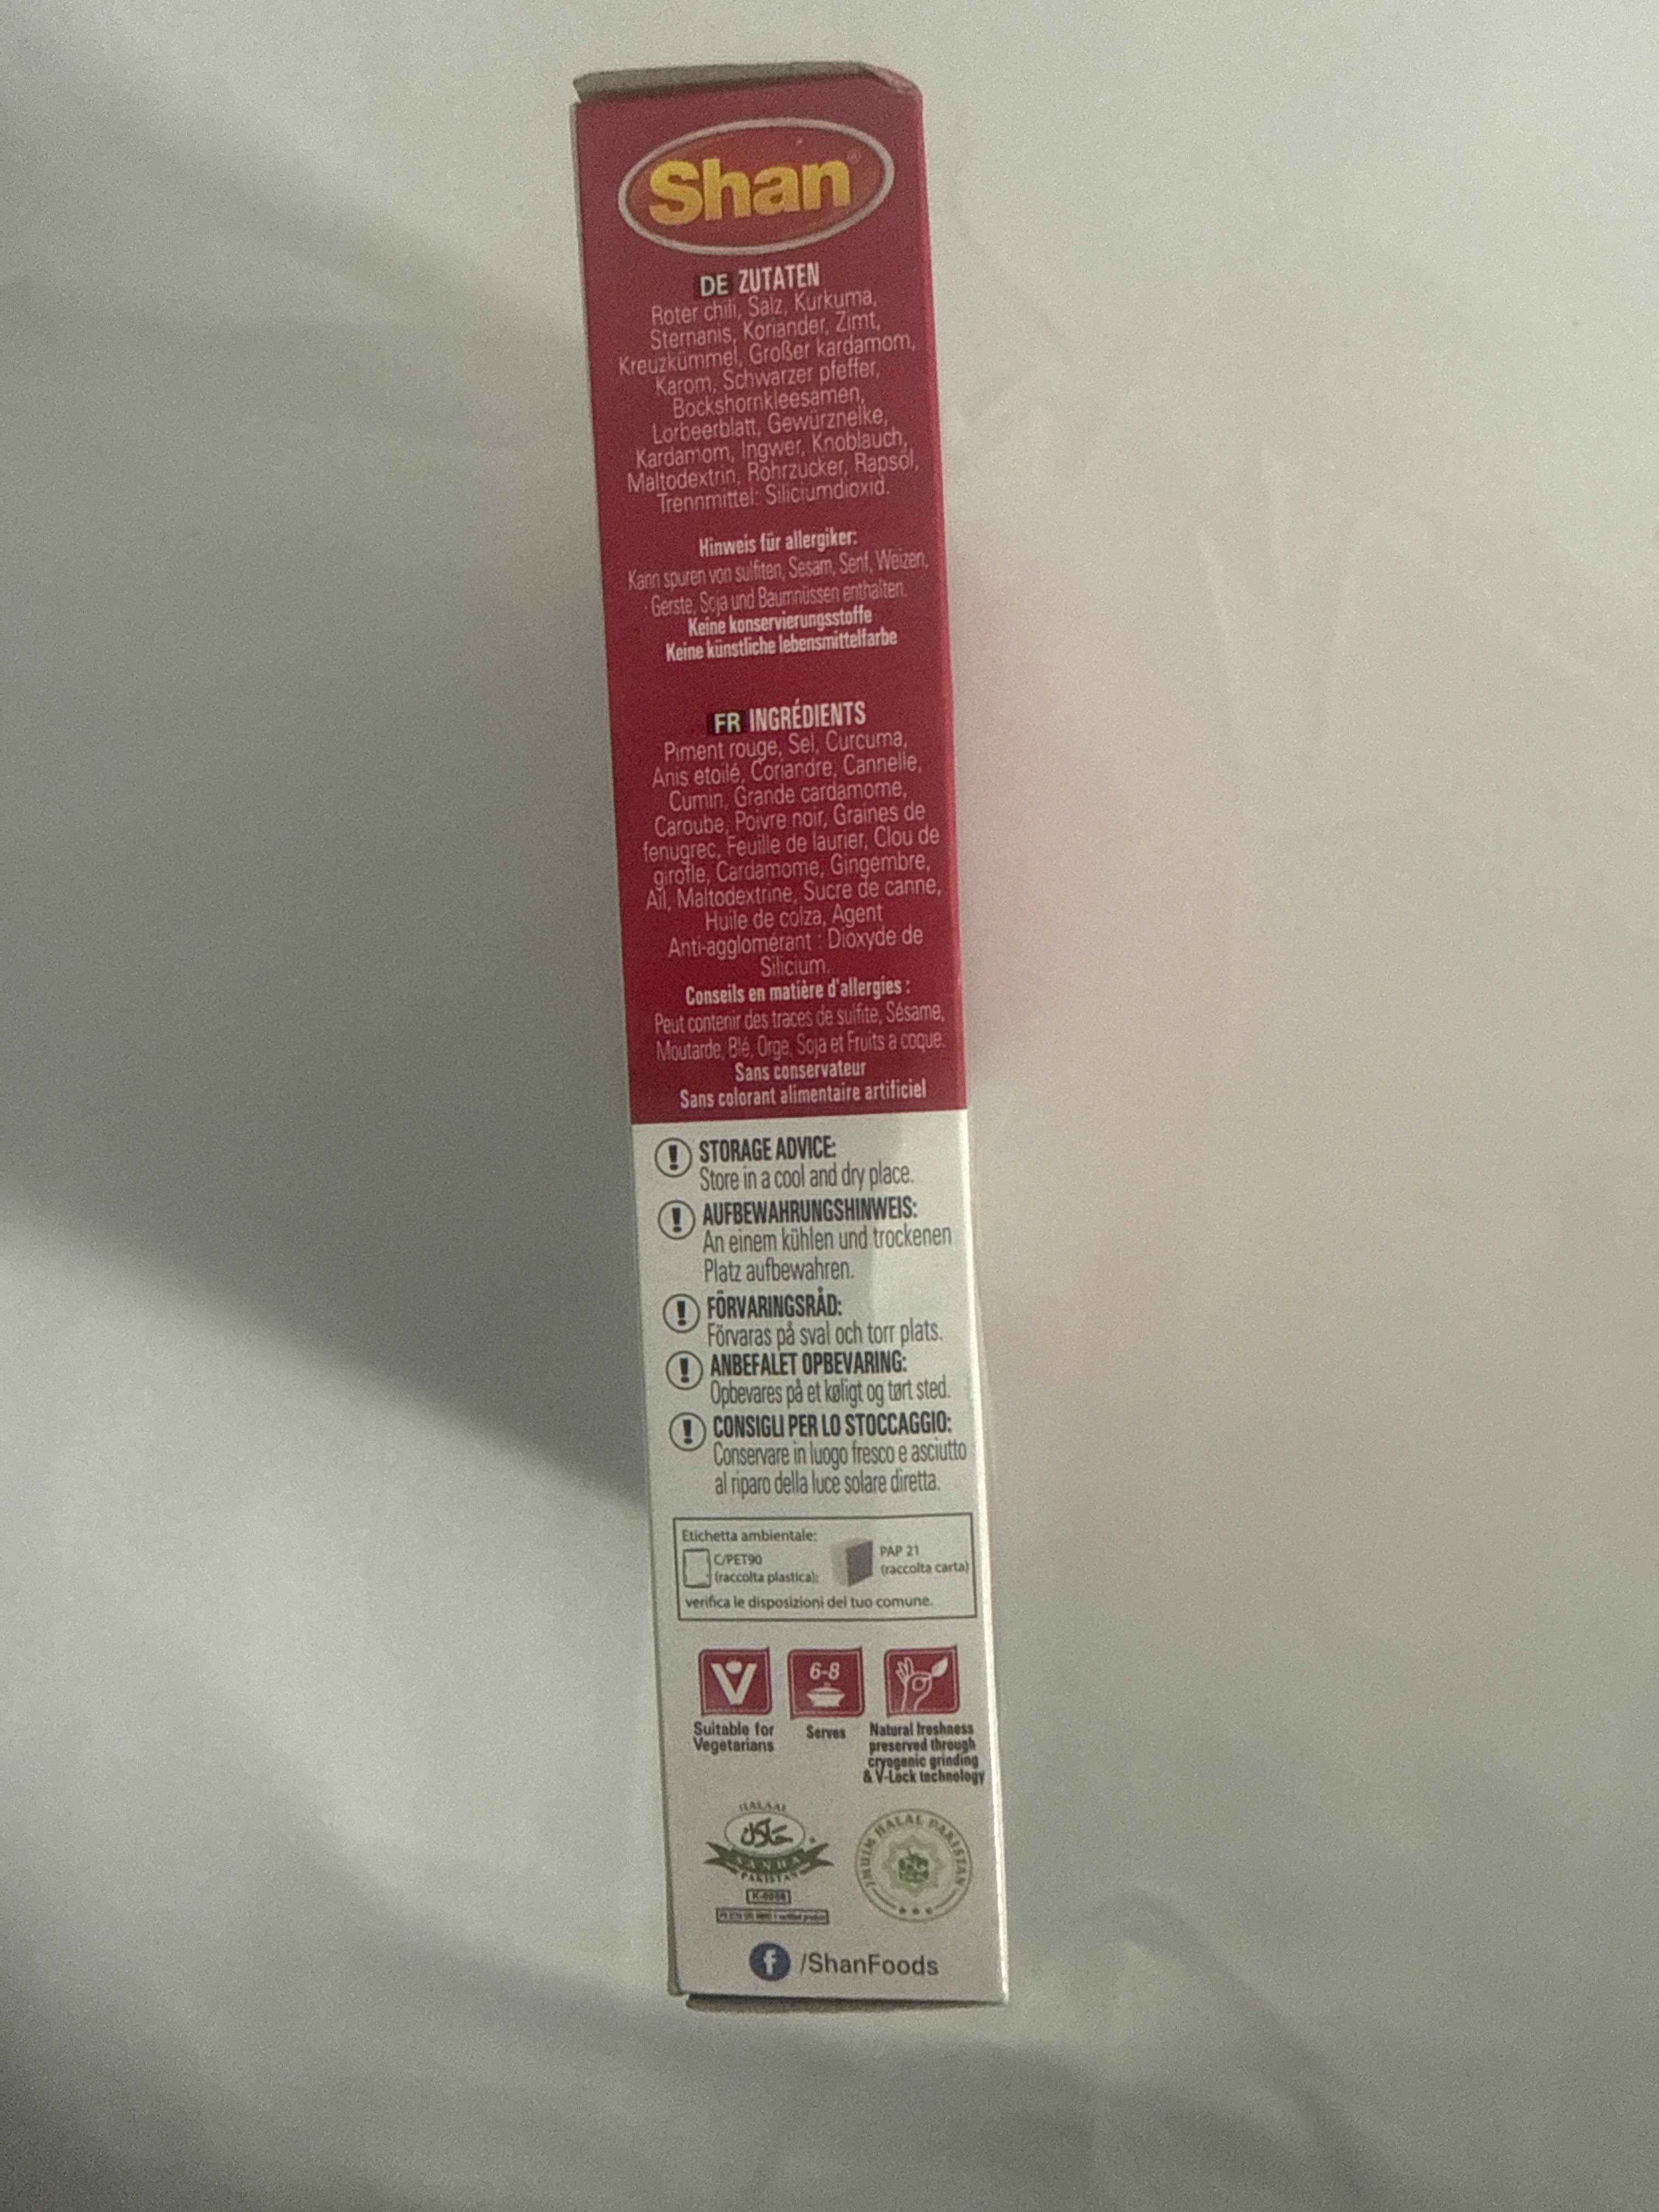 Shan®
DE ZUTATEN
Roter chili, Salz, Kurkuma,
Sternanis, Koriander, Zimt,
Kreuzkümmel, Großer kardamom,
Karom, Schwarzer pfeffer,
Bockshornkleesamen,
Lorbeerblatt, Gewürznelke,
Kardamom, Ingwer, Knoblauch,
Maltodextrin, Rohrzucker, Rapsöl,
Trennmittel: Siliciumdioxid.
Hinweis für allergiker:
Kann spuren von sulfiten, Sesam, Senf, Weizen,
Gerste, Soja und Baumnüssen enthalten.
Keine konservierungsstoffe
Keine künstliche lebensmittelfarbe
FR INGRÉDIENTS
Piment rouge, Sel, Curcuma,
Anis etoilé, Coriandre, Cannelle,
Cumin, Grande cardamome,
Caroube, Poivre noir, Graines de
fenugrec, Feuille de laurier, Clou de
girofle, Cardamome, Gingembre,
Ail, Maltodextrine, Sucre de canne,
Huile de colza, Agent
Anti-agglomérant : Dioxyde de
Silicium.
Conseils en matière d'allergies :
Peut contenir des traces de sulfite, Sésame,
Moutarde, Blé, Orge, Soja et Fruits a coque.
Sans conservateur
Sans colorant alimentaire artificiel
STORAGE ADVICE:
Store in a cool and dry place.
AUFBEWAHRUNGSHINWEIS:
An einem kühlen und trockenen
Platz aufbewahren.
FÖRVARINGSRÅD:
Förvaras på sval och torr plats.
ANBEFALET OPBEVARING:
Opbevares på et køligt og tørt sted.
CONSIGLI PER LO STOCCAGGIO:
Conservare in luogo fresco e asciutto
al riparo della luce solare diretta.
Etichetta ambientale:
C/PET90
(raccolta plastica);
PAP 21
(raccolta carta)
verifica le disposizioni del tuo comune.
6-8
Suitable for
Vegetarians
Serves
Natural freshness
preserved through
cryogenic grinding
& V-Lock technology
HALAAL
حلال
SANHA
PAKISTAN
HALAL PAKISTAN
/ShanFoods